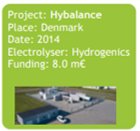 Project: Hybalance
Place: Denmark
Date: 2014
Electrolyser: Hydrogenics
Funding: 8.0 m€